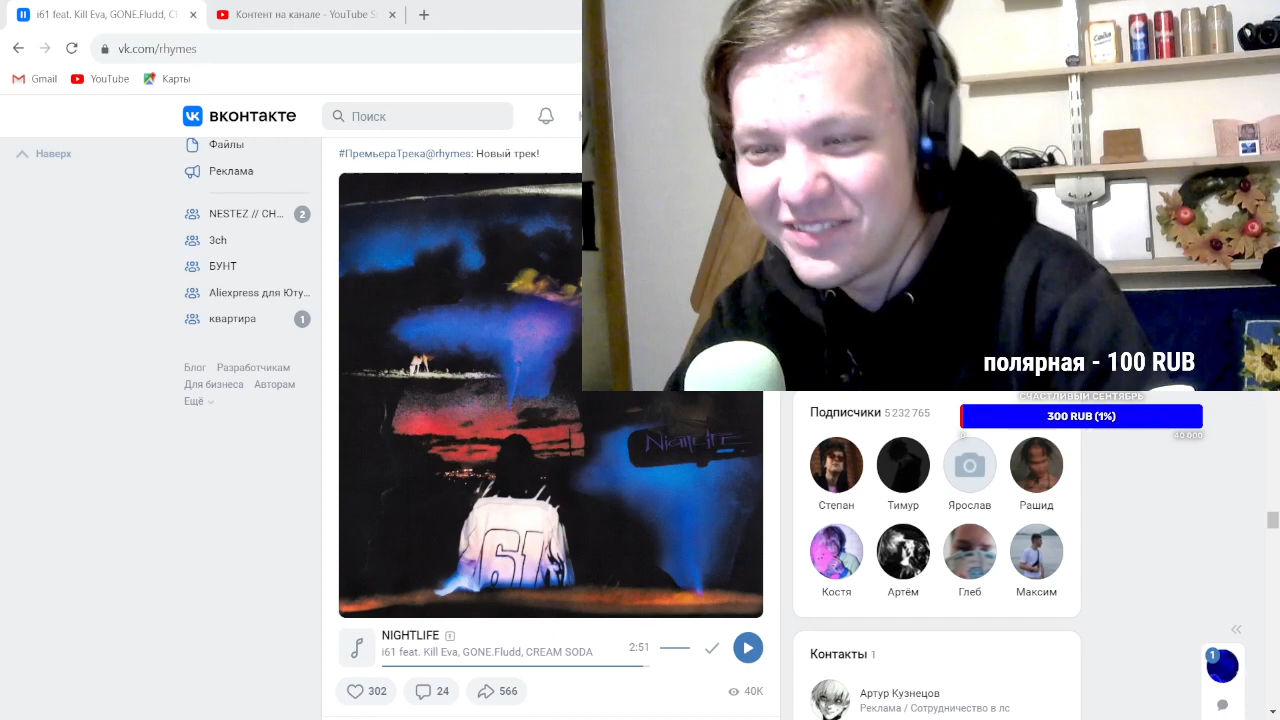 i61 feat. Kill Eva, GONE.Fludd, C
Контент на канале - YouTube S
vk.com/rhymes
Gmail
YouTube
Карты
вконтакте
Поиск
Наверх
Файлы
Реклама
NESTEZ // CH... 2
3ch
БУНТ
Aliexpress для Юту...
квартира 1
Блог Разработчикам
Для бизнеса Авторам
Ещё
#ПремьераТрека@rhymes: Новый трек!
NIGHTLIFE
61
NIGHTLIFE
i61 feat. Kill Eva, GONE.Fludd, CREAM SODA
2:51
302
24
566
40K
полярная - 100 RUB
СЧАСТЛИВЫЙ СЕНТЯБРЬ
300 RUB (1%)
0
40 000
Подписчики 5 232 765
Степан
Тимур
Ярослав
Рашид
Костя
Артём
Глеб
Максим
Контакты 1
Артур Кузнецов
Реклама / Сотрудничество в лс
1